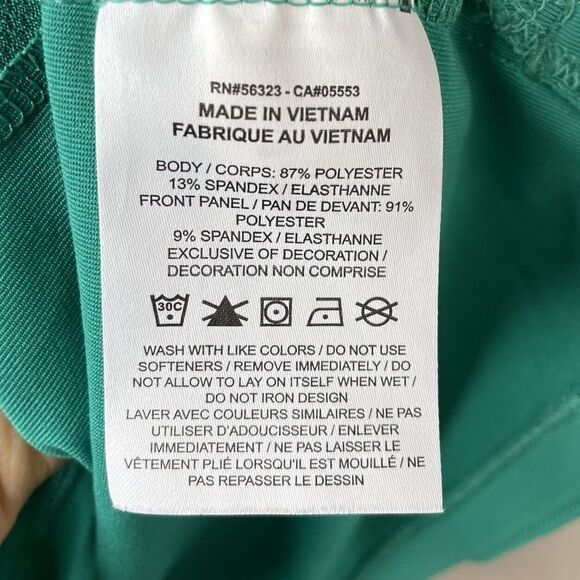 RN#56323 - CA#05553
MADE IN VIETNAM
FABRIQUE AU VIETNAM
BODY / CORPS: 87% POLYESTER
13% SPANDEX / ELASTHANNE
FRONT PANEL / PAN DE DEVANT: 91%
POLYESTER
9% SPANDEX / ELASTHANNE
EXCLUSIVE OF DECORATION /
DECORATION NON COMPRISE
30C
WASH WITH LIKE COLORS / DO NOT USE
SOFTENERS / REMOVE IMMEDIATELY / DO
NOT ALLOW TO LAY ON ITSELF WHEN WET /
DO NOT IRON DESIGN
LAVER AVEC COULEURS SIMILAIRES / NE PAS
UTILISER D'ADOUCISSEUR / ENLEVER
IMMEDIATEMENT / NE PAS LAISSER LE
VÊTEMENT PLIÉ LORSQU'IL EST MOUILLÉ / NE
PAS REPASSER LE DESSIN